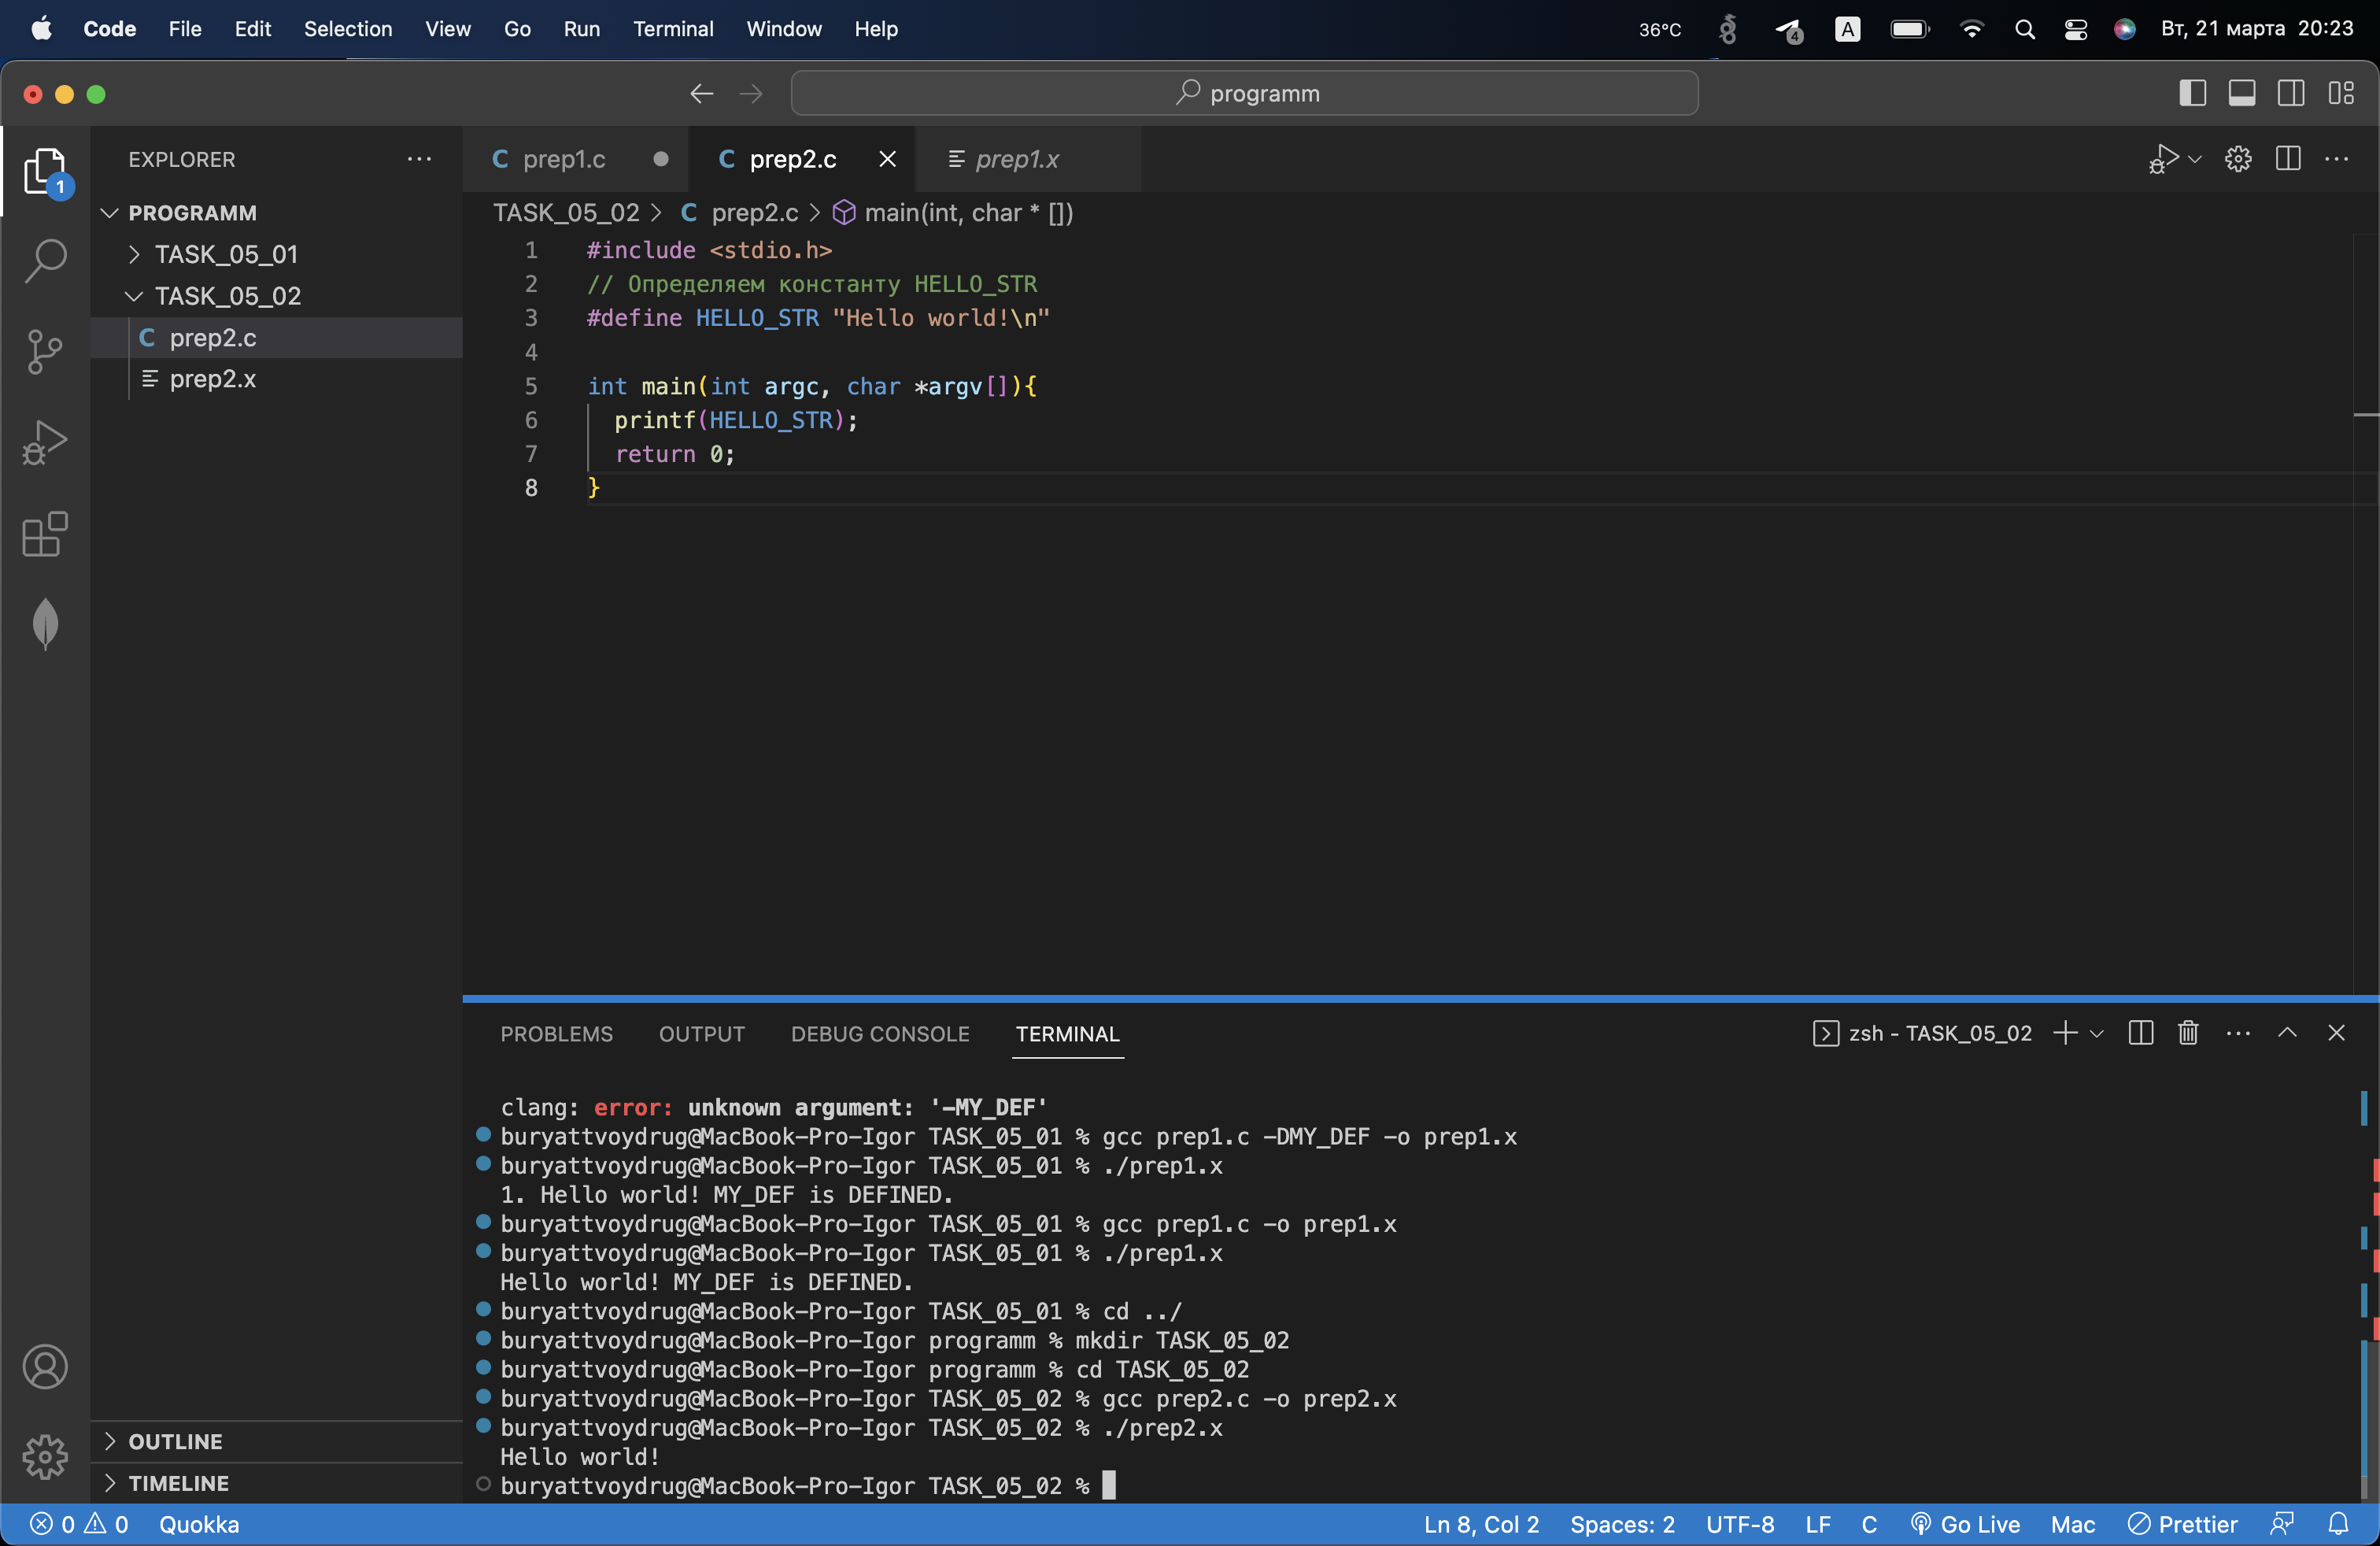 Code File Edit Selection View Go Run Terminal Window Help 36°C 4 A Вт, 21 марта 20:23
programm
EXPLORER
1
PROGRAMM
TASK_05_01
TASK_05_02
C prep2.c
prep2.x
OUTLINE
TIMELINE
C prep1.c C prep2.c prep1.x
TASK_05_02 > C prep2.c > main(int, char * [])
1 #include <stdio.h>
2 // Определяем константу HELLO_STR
3 #define HELLO_STR "Hello world!\n"
4
5 int main(int argc, char *argv[]){
6 printf(HELLO_STR);
7 return 0;
8 }
PROBLEMS OUTPUT DEBUG CONSOLE TERMINAL zsh - TASK_05_02
clang: error: unknown argument: '-MY_DEF'
buryattvoydrug@MacBook-Pro-Igor TASK_05_01 % gcc prep1.c -DMY_DEF -o prep1.x
buryattvoydrug@MacBook-Pro-Igor TASK_05_01 % ./prep1.x
1. Hello world! MY_DEF is DEFINED.
buryattvoydrug@MacBook-Pro-Igor TASK_05_01 % gcc prep1.c -o prep1.x
buryattvoydrug@MacBook-Pro-Igor TASK_05_01 % ./prep1.x
Hello world! MY_DEF is DEFINED.
buryattvoydrug@MacBook-Pro-Igor TASK_05_01 % cd ../
buryattvoydrug@MacBook-Pro-Igor programm % mkdir TASK_05_02
buryattvoydrug@MacBook-Pro-Igor programm % cd TASK_05_02
buryattvoydrug@MacBook-Pro-Igor TASK_05_02 % gcc prep2.c -o prep2.x
buryattvoydrug@MacBook-Pro-Igor TASK_05_02 % ./prep2.x
Hello world!
buryattvoydrug@MacBook-Pro-Igor TASK_05_02 %
0 0 Quokka Ln 8, Col 2 Spaces: 2 UTF-8 LF C Go Live Mac Prettier